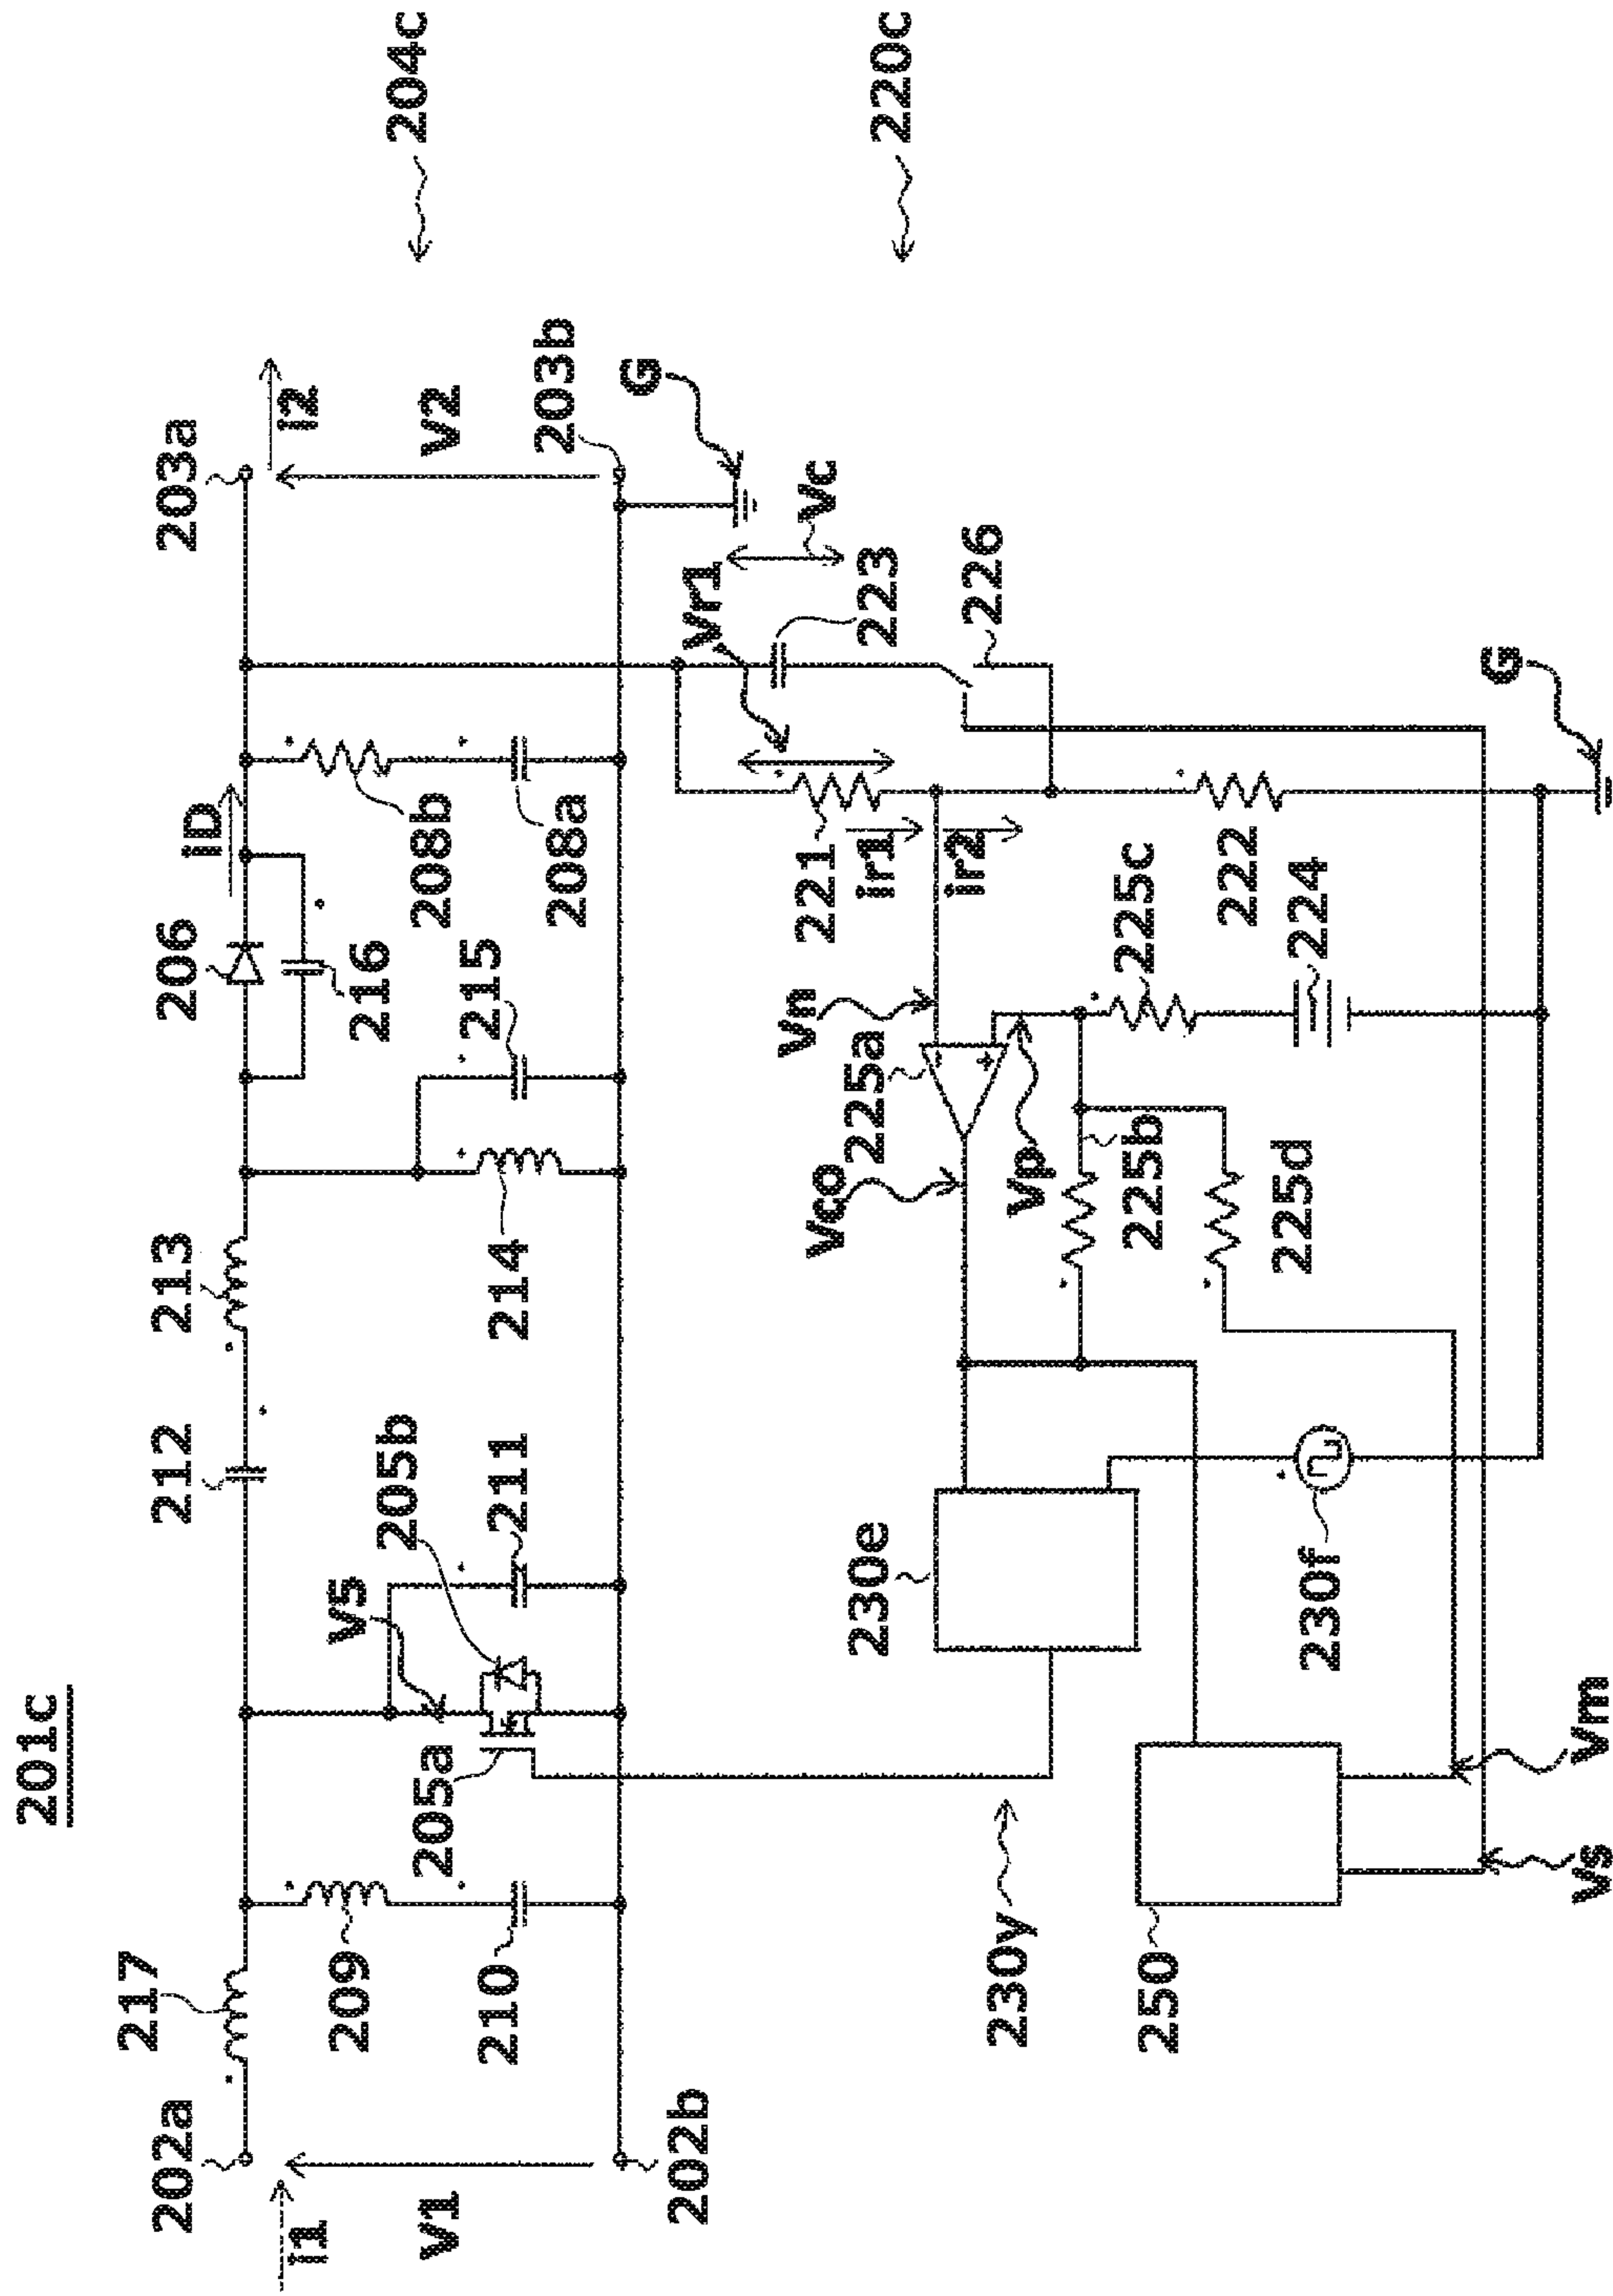 201c
204c
220c
202a
217
212
213
206
iD
203a
i1
i2
V1
V2
209
210
V5
205b
205a
211
214
215
216
208b
208a
203b
202b
G
Vr1
Vc
223
226
221
ir1
ir2
Vn
225a
Vco
Vp
225b
225c
225d
222
224
230e
230f
230y
250
Vm
Vs
G
-
+